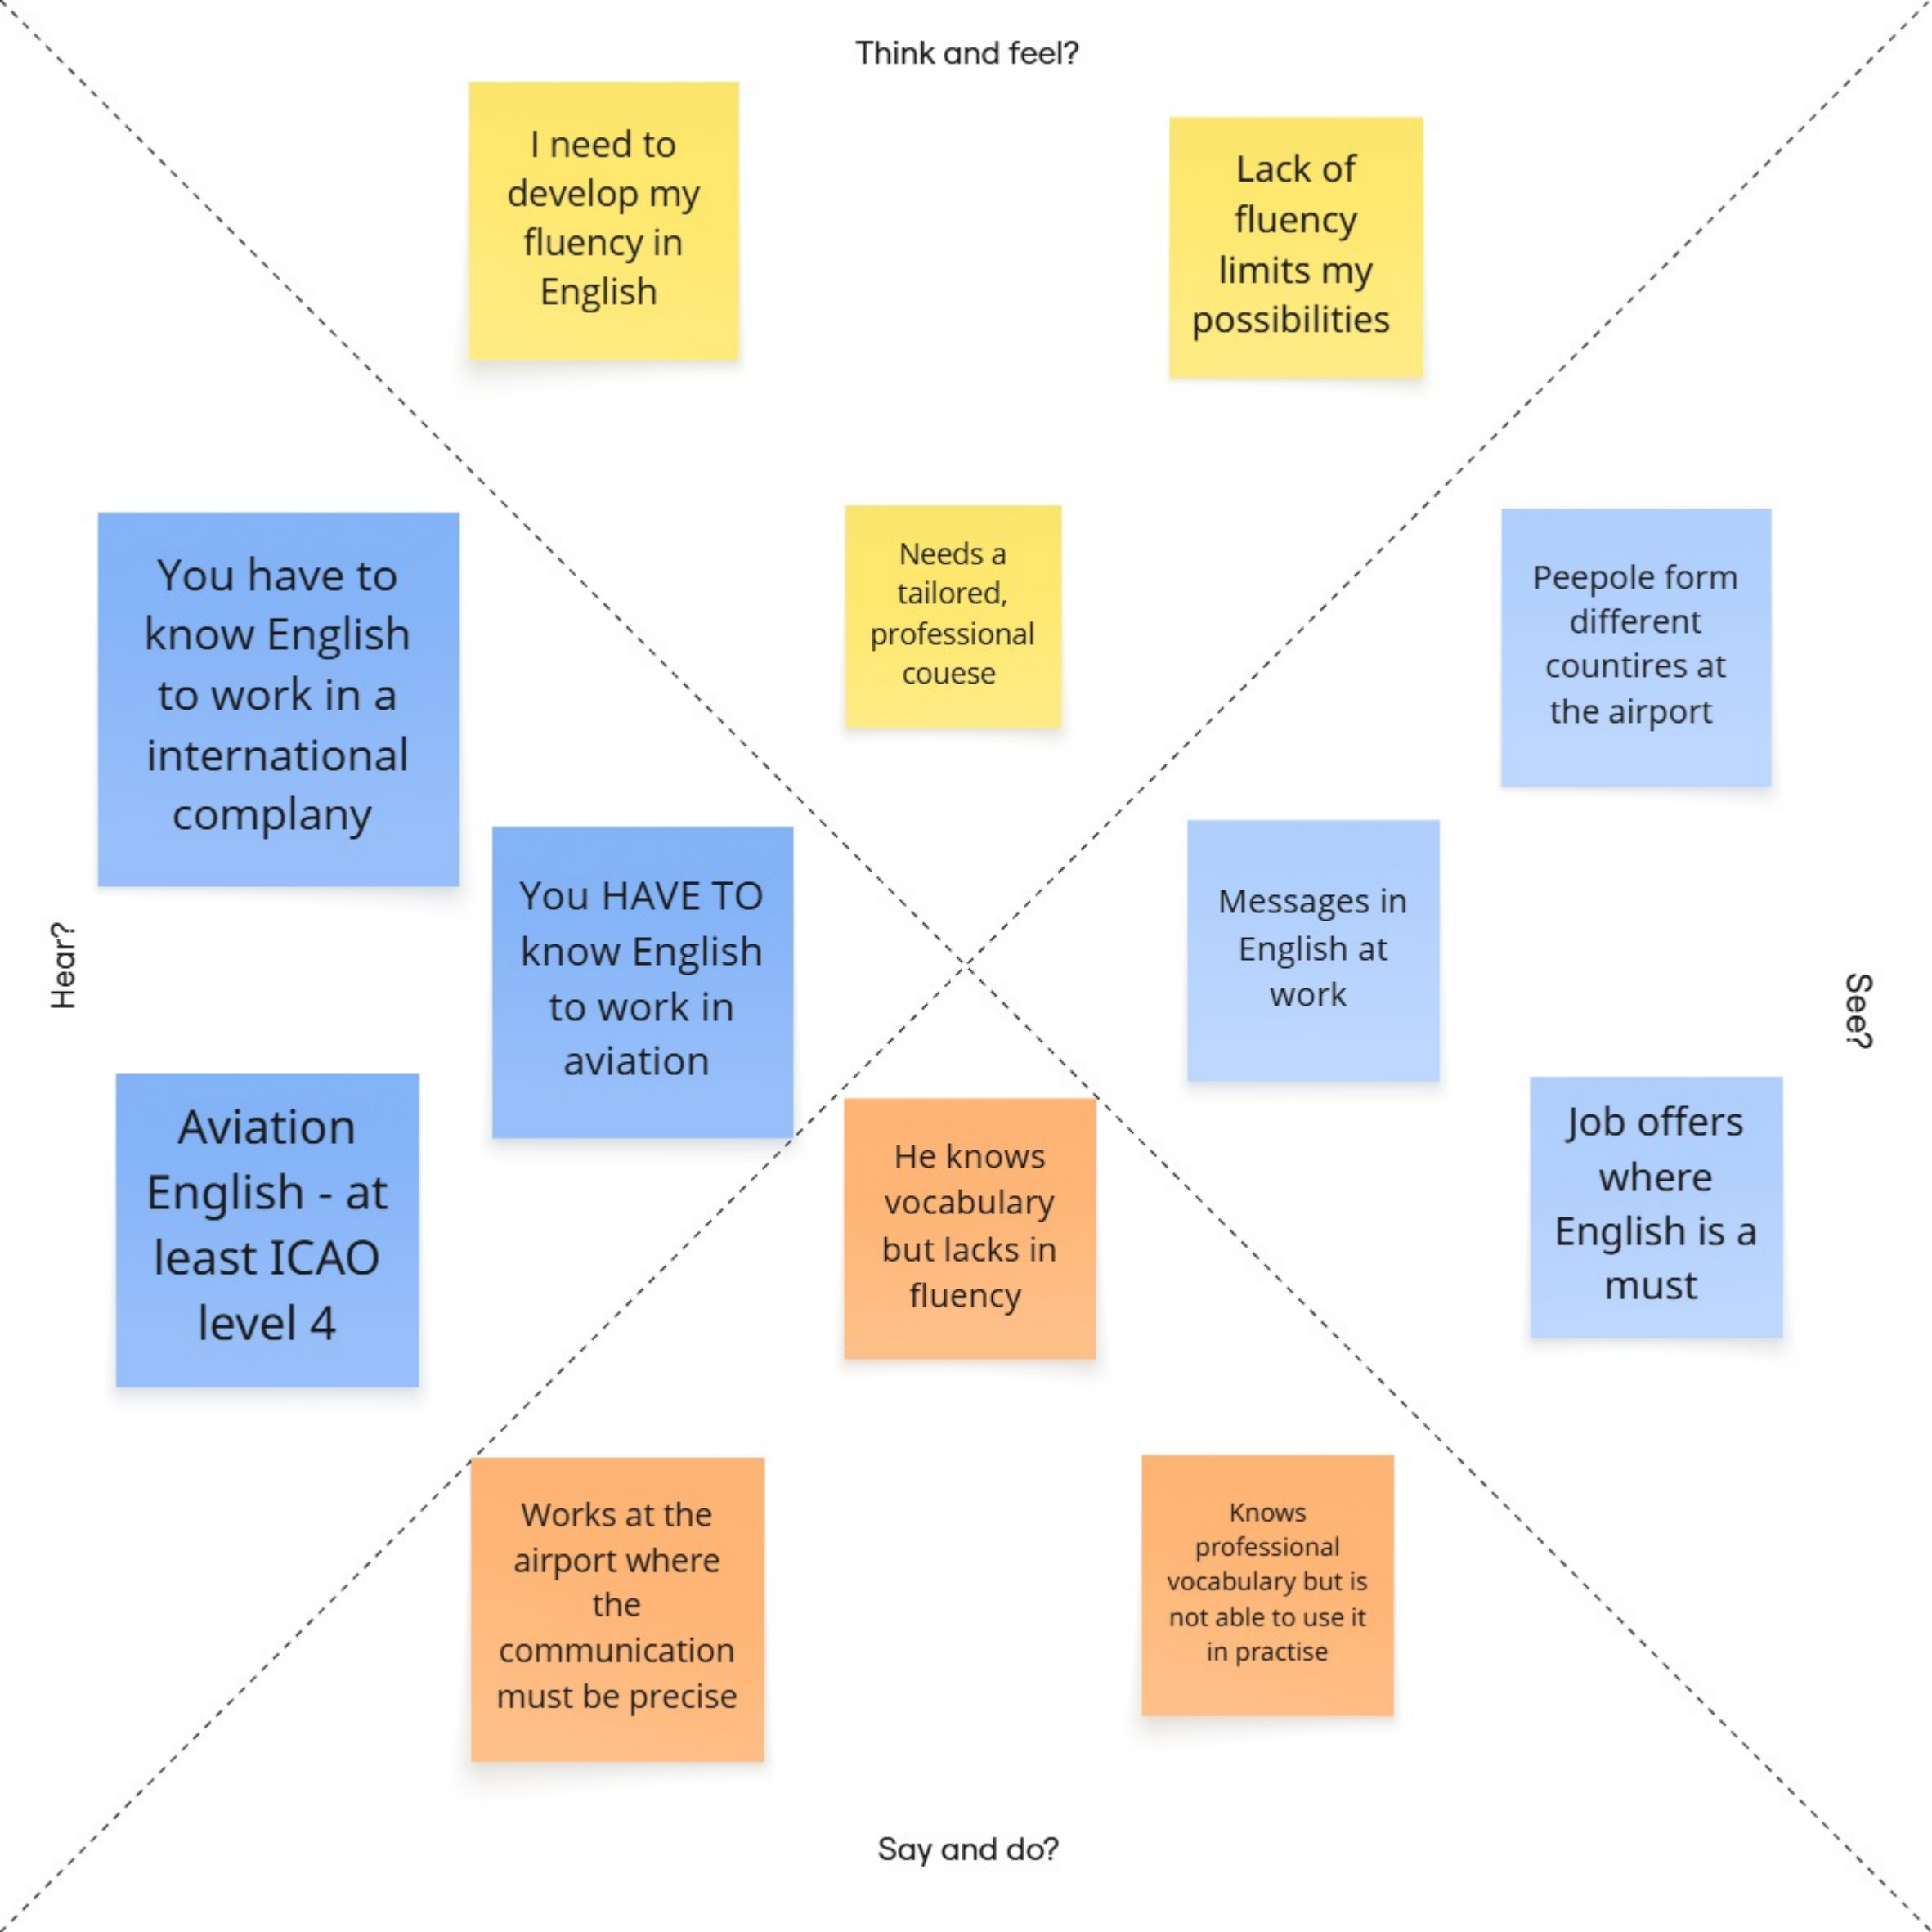 Think and feel?
I need to
develop my
fluency in
English
Lack of
fluency
limits my
possibilities
Needs a
tailored,
professional
couese
Hear?
You have to
know English
to work in a
international
complany
You HAVE TO
know English
to work in
aviation
Aviation
English - at
least ICAO
level 4
See?
Peepole form
different
countires at
the airport
Messages in
English at
work
Job offers
where
English is a
must
He knows
vocabulary
but lacks in
fluency
Works at the
airport where
the
communication
must be precise
Knows
professional
vocabulary but is
not able to use it
in practise
Say and do?